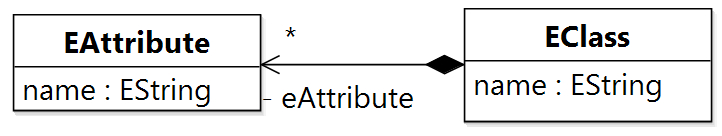 EAttribute
name : EString
*
- eAttribute
EClass
name : EString